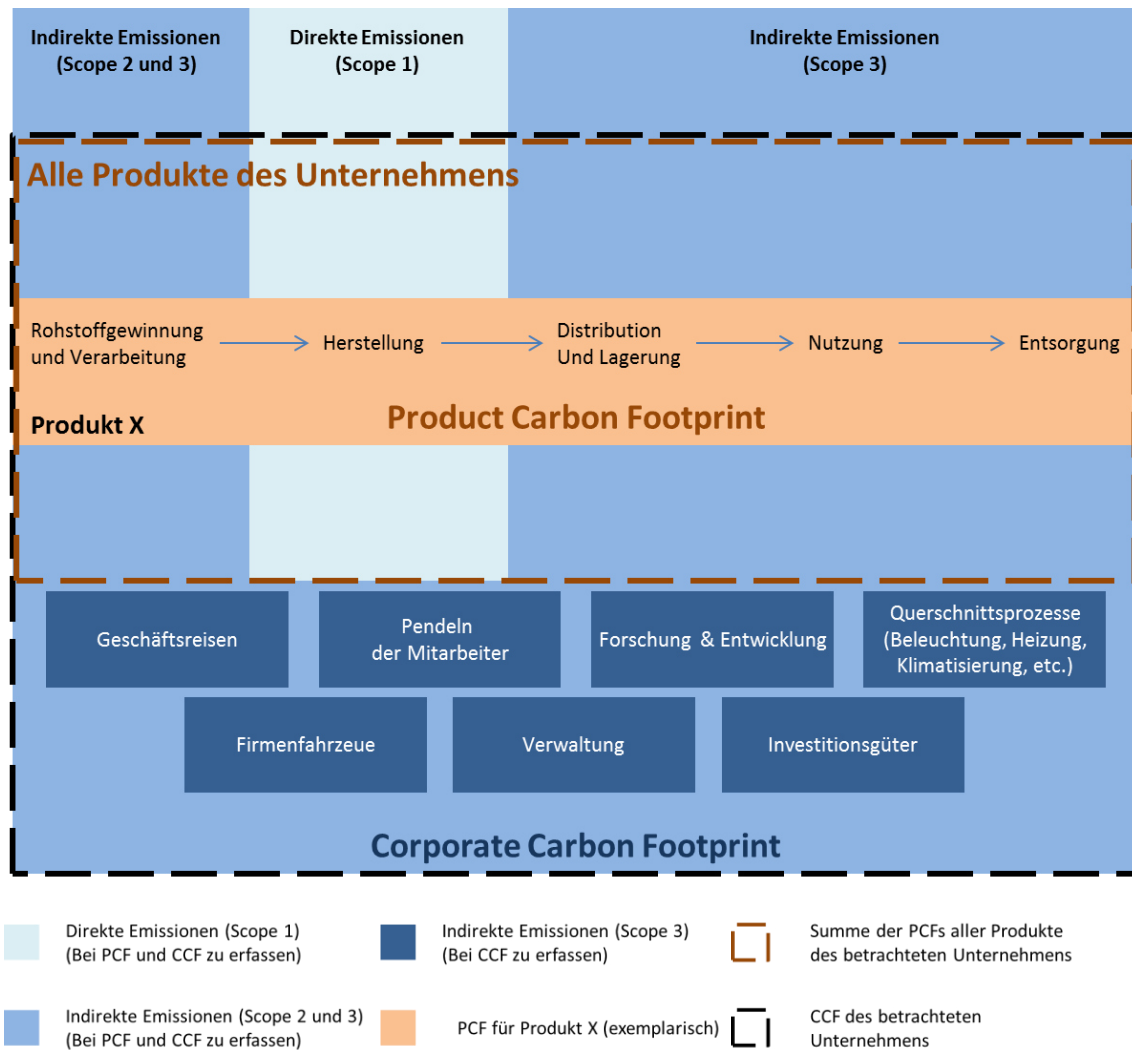 Indirekte Emissionen
(Scope 2 und 3)
Direkte Emissionen
(Scope 1)
Indirekte Emissionen
(Scope 3)
Alle Produkte des Unternehmens
Rohstoffgewinnung
und Verarbeitung
Herstellung
Distribution
Und Lagerung
Nutzung
Entsorgung
Produkt X
Product Carbon Footprint
Geschäftsreisen
Pendeln
der Mitarbeiter
Forschung & Entwicklung
Querschnittsprozesse
(Beleuchtung, Heizung,
Klimatisierung, etc.)
Firmenfahrzeue
Verwaltung
Investitionsgüter
Corporate Carbon Footprint
Direkte Emissionen (Scope 1)
(Bei PCF und CCF zu erfassen)
Indirekte Emissionen (Scope 3)
(Bei CCF zu erfassen)
Summe der PCFs aller Produkte
des betrachteten Unternehmens
Indirekte Emissionen (Scope 2 und 3)
(Bei PCF und CCF zu erfassen)
PCF für Produkt X (exemplarisch)
CCF des betrachteten
Unternehmens